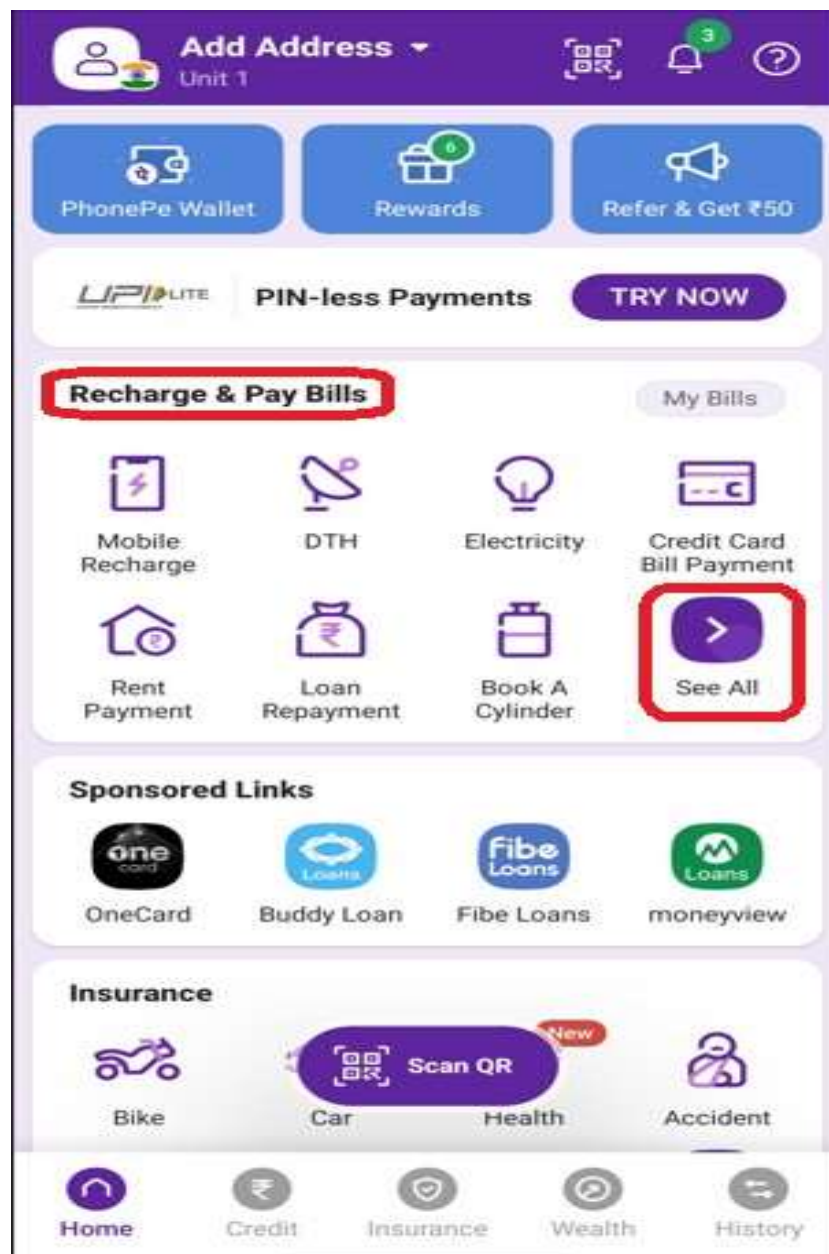 Add Address
Unit 1
3
PhonePe Wallet
6
Rewards
Refer & Get ₹50
UPI LITE
PIN-less Payments
TRY NOW
Recharge & Pay Bills
My Bills
Mobile
Recharge
DTH
Electricity
Credit Card
Bill Payment
Rent
Payment
Loan
Repayment
Book A
Cylinder
See All
Sponsored Links
one
card
OneCard
Loans
Buddy Loan
Fibe
Loans
Fibe Loans
Loans
moneyview
Insurance
Bike
Car
New
Health
Accident
Scan QR
Home
Credit
Insurance
Wealth
History